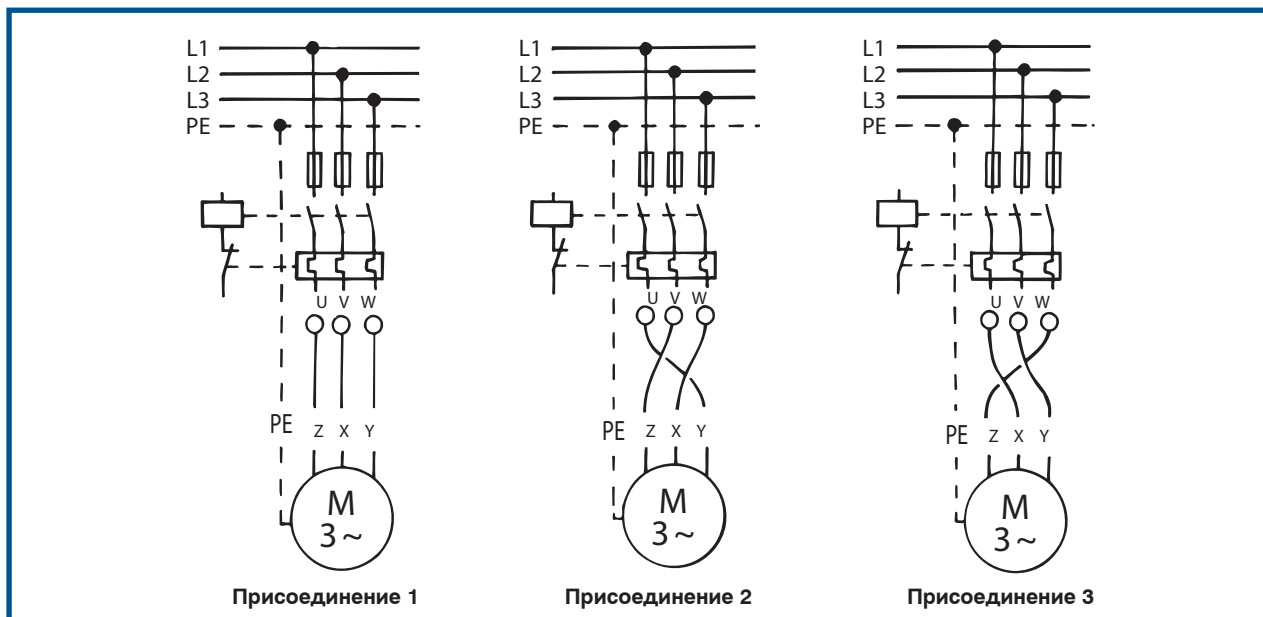 L1
L2
L3
PE
U V W
PE Z X Y
M
3~
Присоединение 1
L1
L2
L3
PE
U V W
PE Z X Y
M
3~
Присоединение 2
L1
L2
L3
PE
U V W
PE Z X Y
M
3~
Присоединение 3